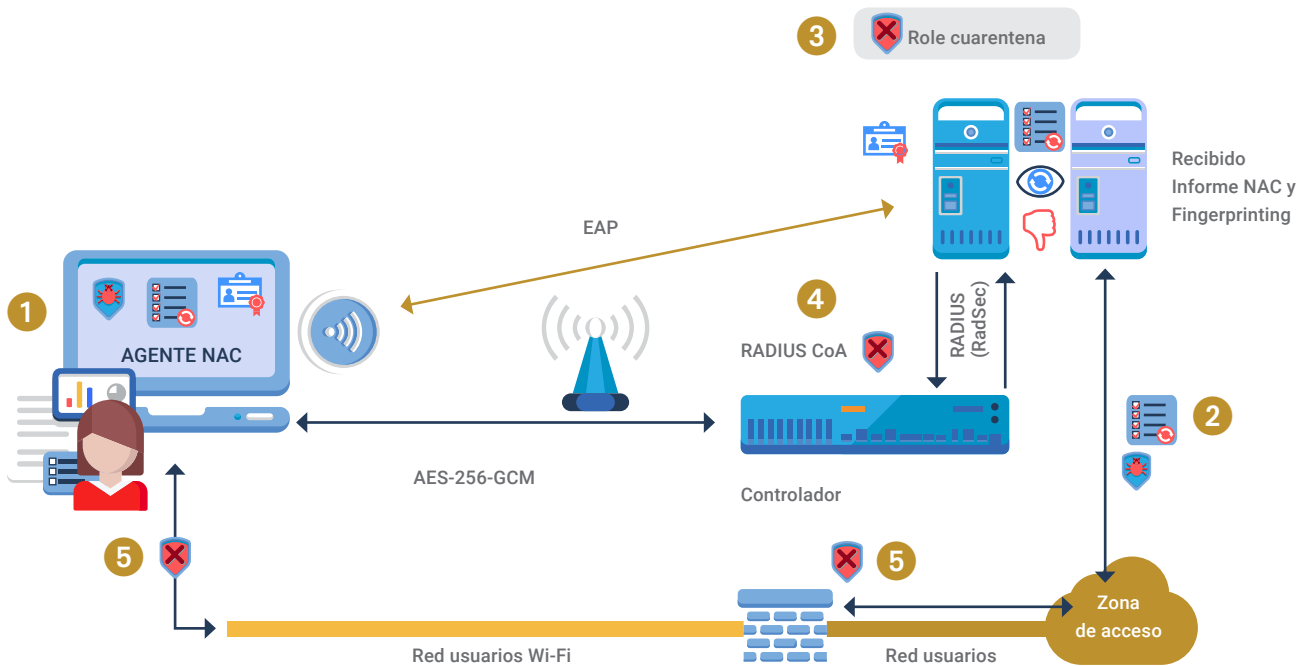 3
Role cuarentena
Recibido
Informe NAC y
Fingerprinting
EAP
1
AGENTE NAC
4
RADIUS CoA
RADIUS
(RadSec)
2
AES-256-GCM
Controlador
5
5
Zona
de acceso
Red usuarios Wi-Fi
Red usuarios